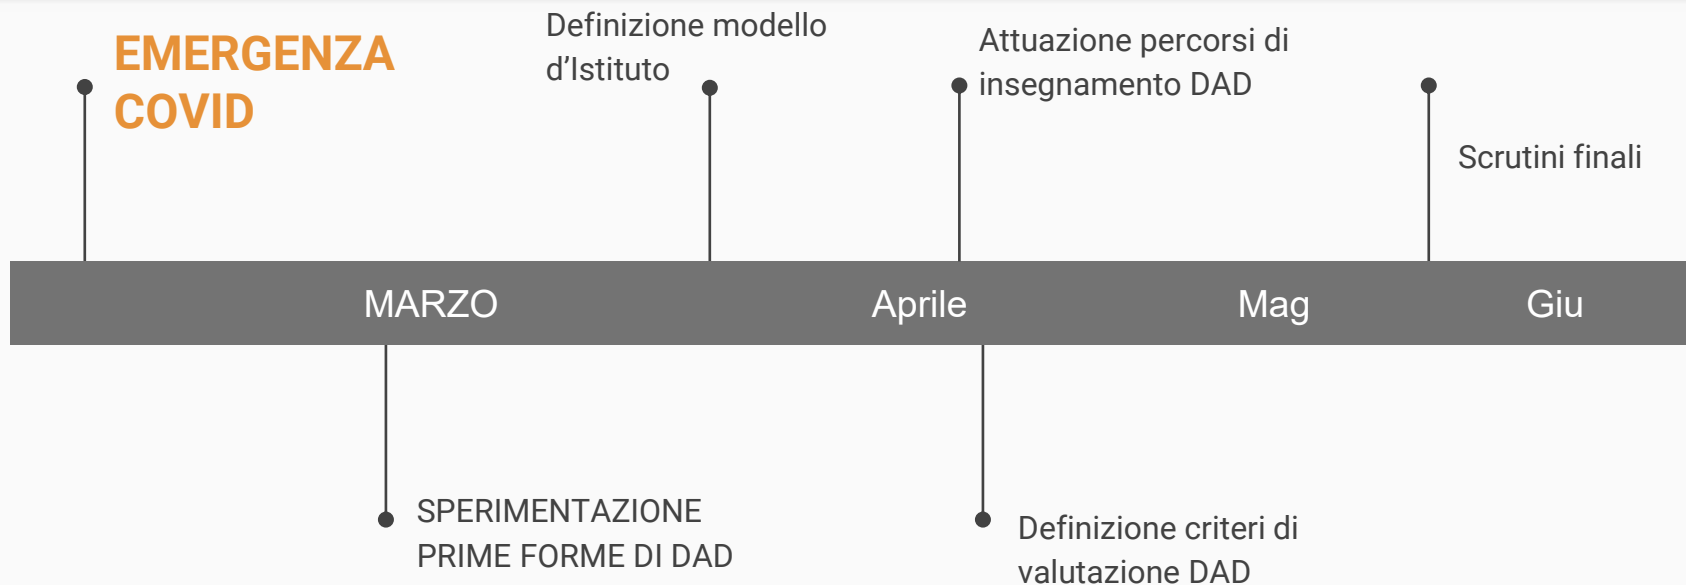 EMERGENZA
COVID
Definizione modello
d'Istituto
Attuazione percorsi di
insegnamento DAD
Scrutini finali
MARZO
Aprile
Mag
Giu
SPERIMENTAZIONE
PRIME FORME DI DAD
Definizione criteri di
valutazione DAD